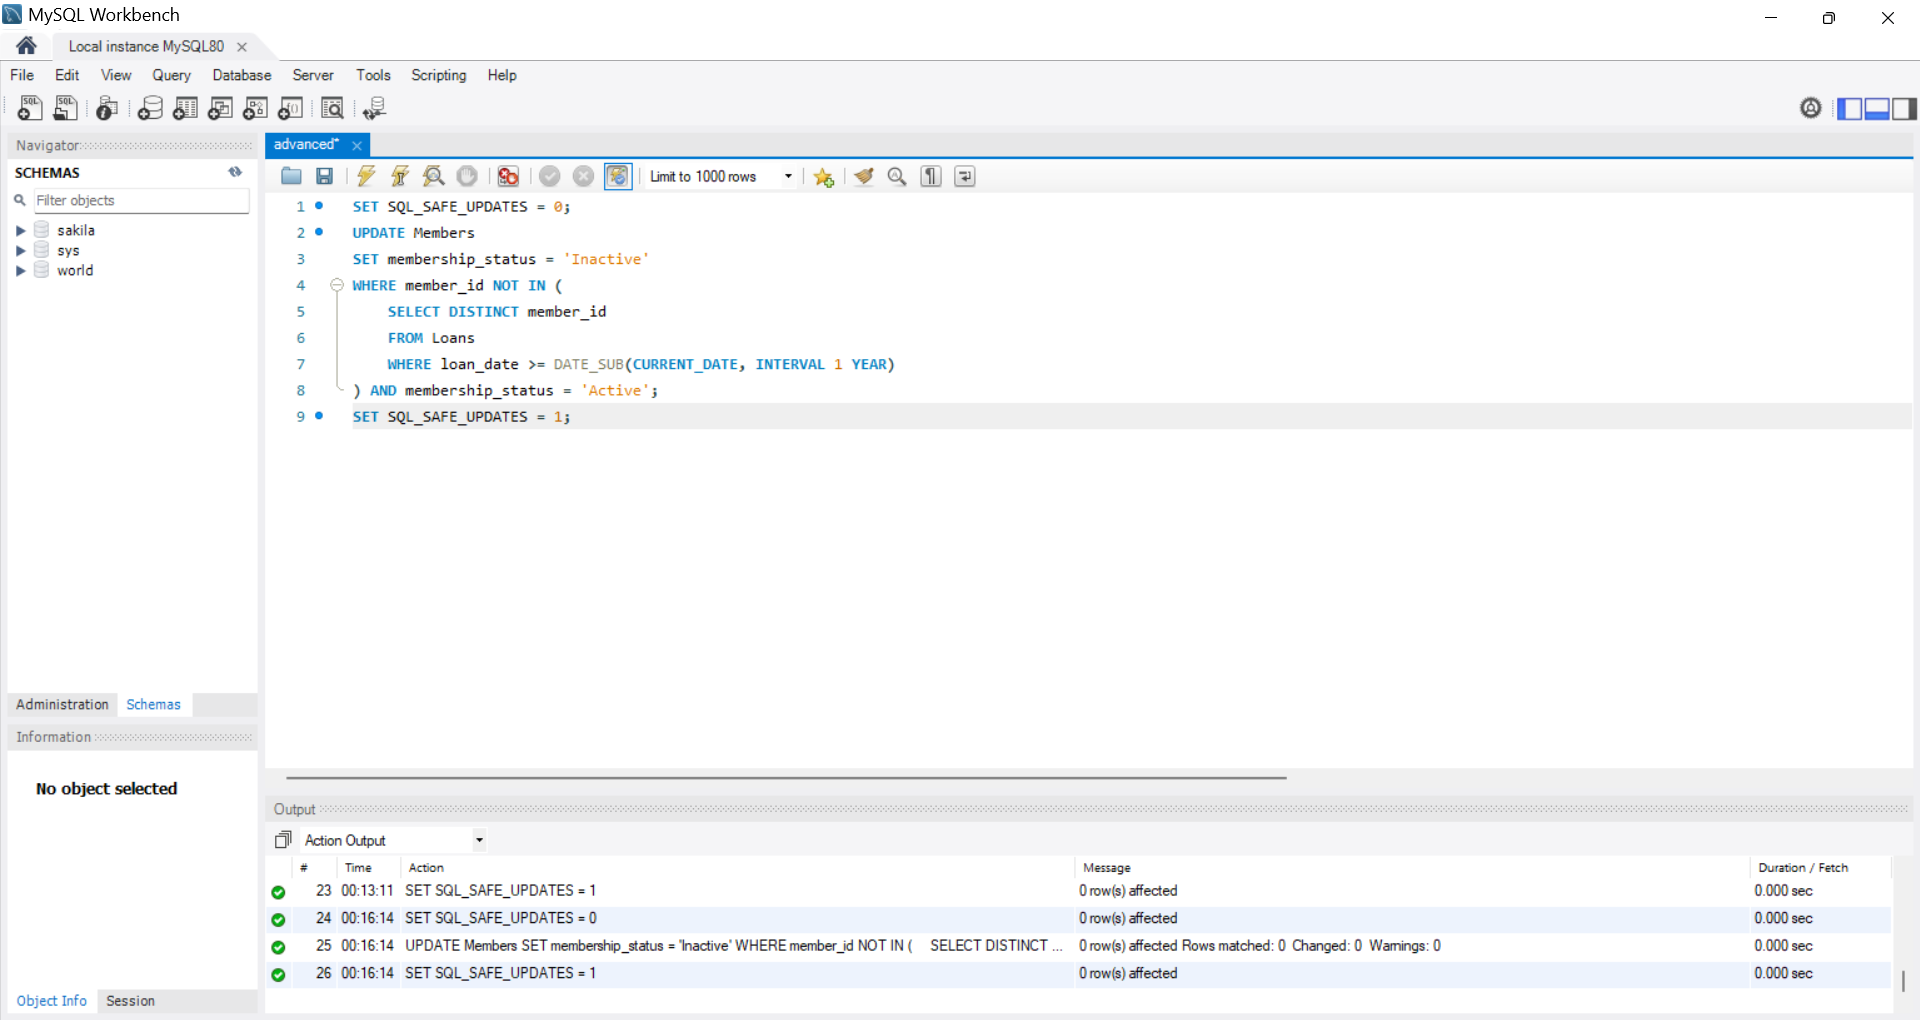 MySQL Workbench
Local instance MySQL80
File Edit View Query Database Server Tools Scripting Help
Navigator
SCHEMAS
Filter objects
sakila
sys
world
Administration Schemas
Information
No object selected
Object Info Session
advanced*
Limit to 1000 rows
1 SET SQL_SAFE_UPDATES = 0;
2 UPDATE Members
3 SET membership_status = 'Inactive'
4 WHERE member_id NOT IN (
5 SELECT DISTINCT member_id
6 FROM Loans
7 WHERE loan_date >= DATE_SUB(CURRENT_DATE, INTERVAL 1 YEAR)
8 ) AND membership_status = 'Active';
9 SET SQL_SAFE_UPDATES = 1;
Output
Action Output
# Time Action Message Duration / Fetch
23 00:13:11 SET SQL_SAFE_UPDATES = 1 0 row(s) affected 0.000 sec
24 00:16:14 SET SQL_SAFE_UPDATES = 0 0 row(s) affected 0.000 sec
25 00:16:14 UPDATE Members SET membership_status = 'Inactive' WHERE member_id NOT IN ( SELECT DISTINCT ... 0 row(s) affected Rows matched: 0 Changed: 0 Warnings: 0 0.000 sec
26 00:16:14 SET SQL_SAFE_UPDATES = 1 0 row(s) affected 0.000 sec